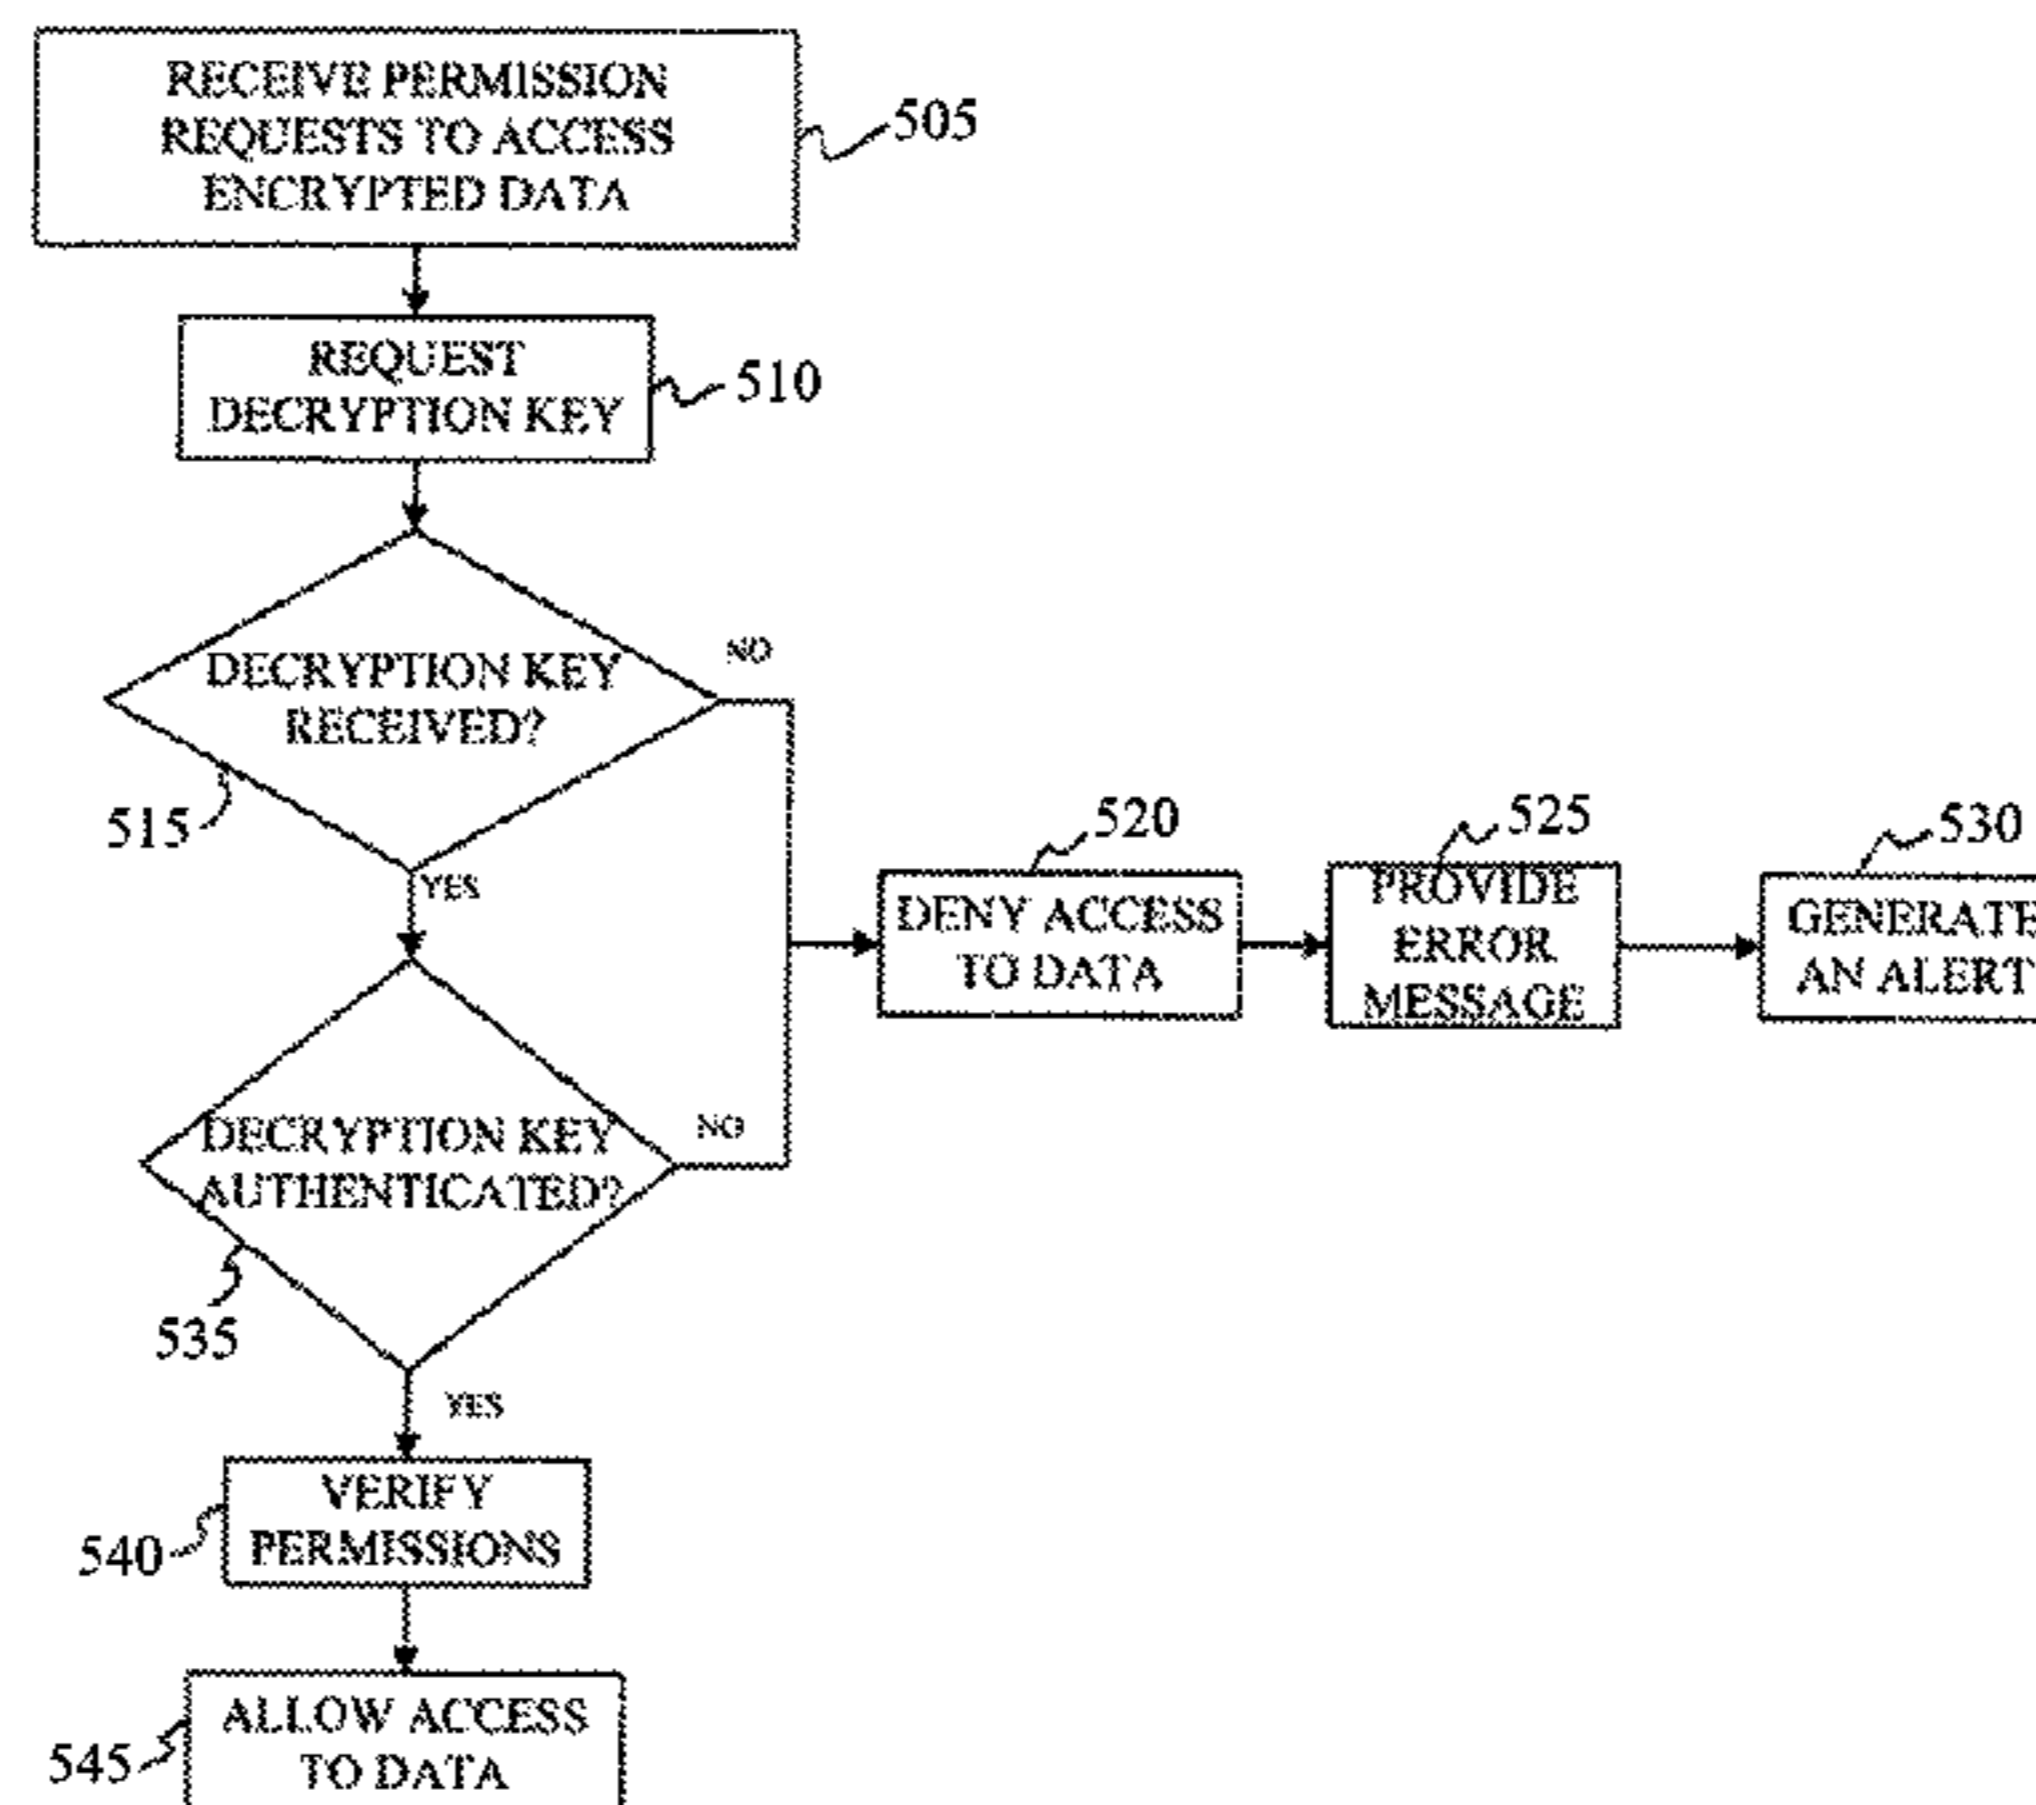 RECEIVE PERMISSION
REQUESTS TO ACCESS
ENCRYPTED DATA
505
REQUEST
DECRYPTION KEY
510
DECRYPTION KEY
RECEIVED?
NO
515
YES
520
DENY ACCESS
TO DATA
525
PROVIDE
ERROR
MESSAGE
530
GENERATE
AN ALERT
DECRYPTION KEY
AUTHENTICATED?
NO
535
YES
VERIFY
PERMISSIONS
540
ALLOW ACCESS
TO DATA
545